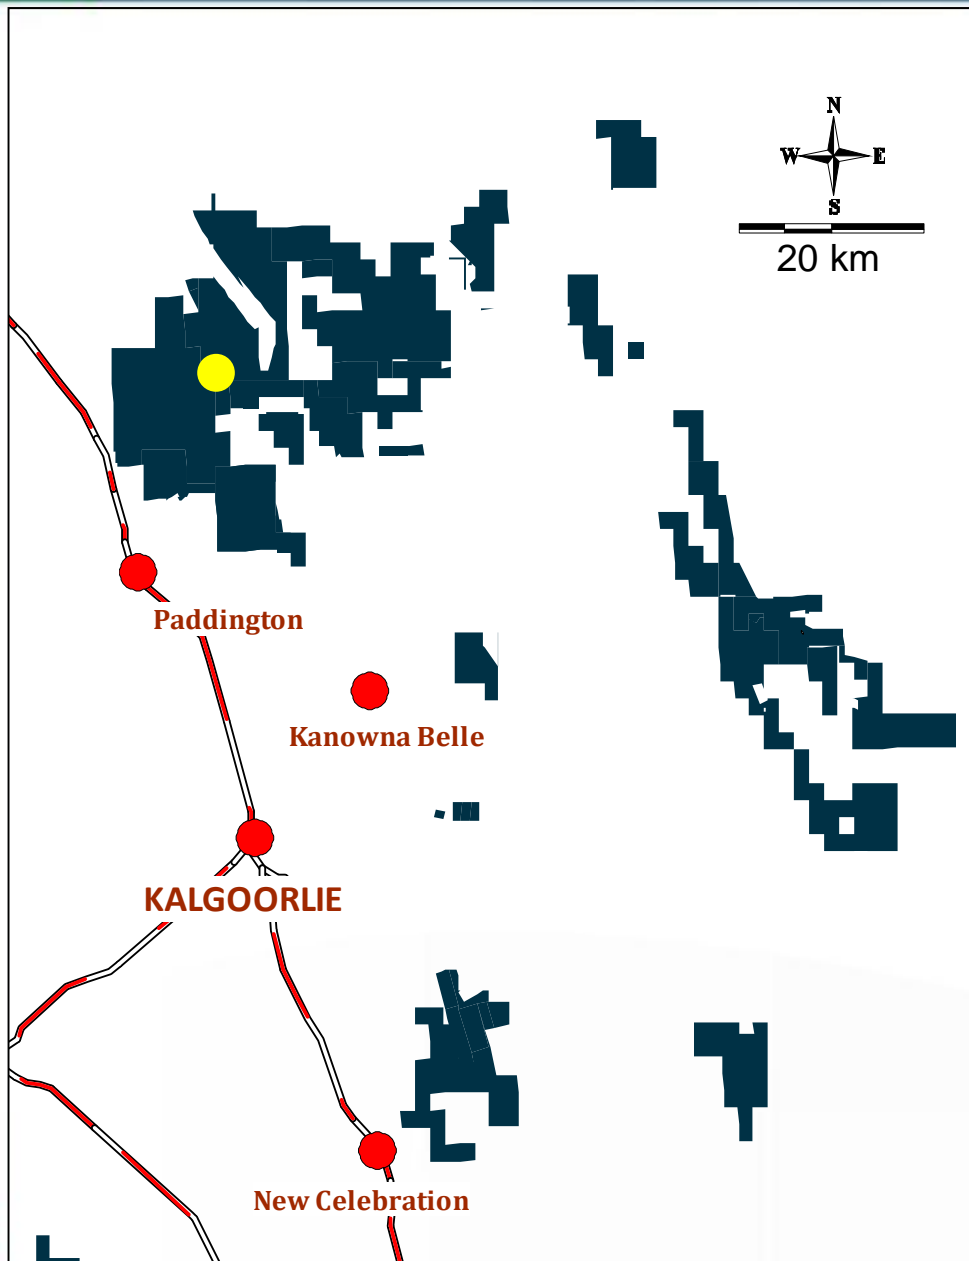 N
W E
S
20 km
Paddington
Kanowna Belle
KALGOORLIE
New Celebration